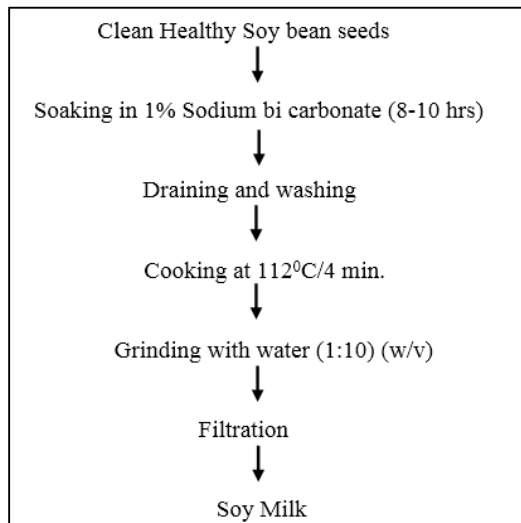 Clean Healthy Soy bean seeds
Soaking in 1% Sodium bi carbonate (8-10 hrs)
Draining and washing
Cooking at 112⁰C/4 min.
Grinding with water (1:10) (w/v)
Filtration
Soy Milk